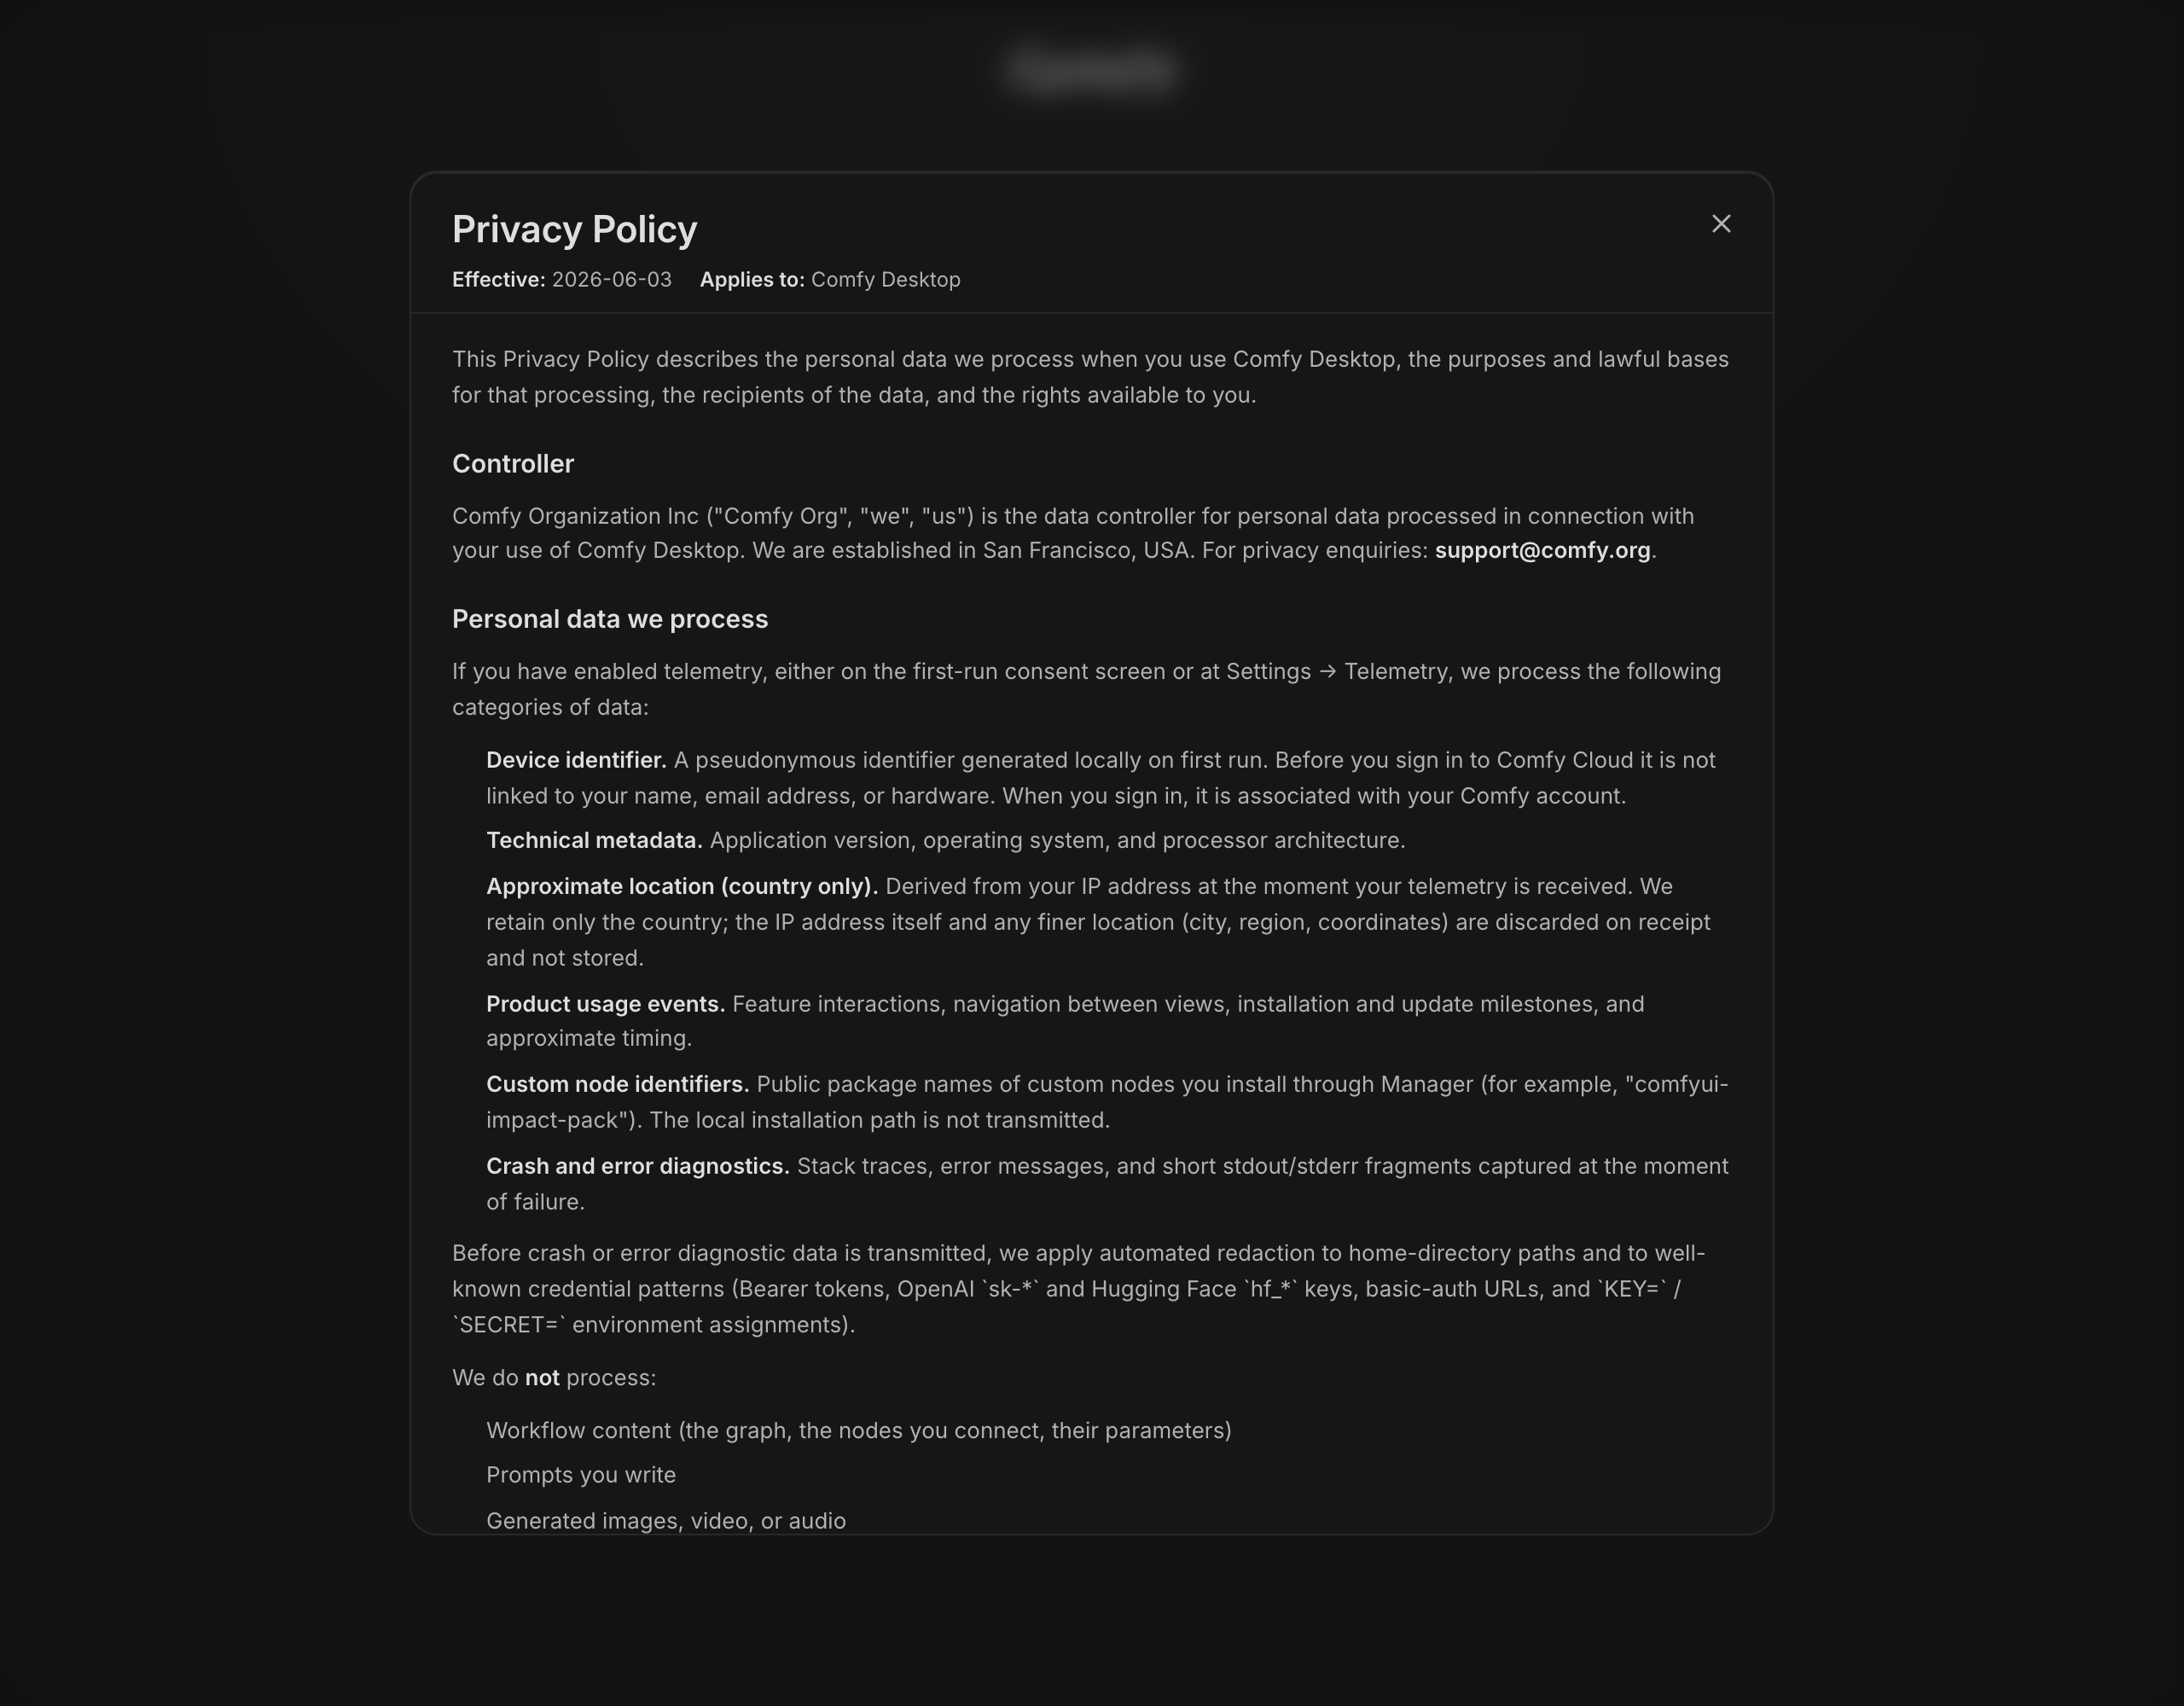 Privacy Policy
Effective: 2026-06-03 Applies to: Comfy Desktop
This Privacy Policy describes the personal data we process when you use Comfy Desktop, the purposes and lawful bases
for that processing, the recipients of the data, and the rights available to you.
Controller
Comfy Organization Inc ("Comfy Org", "we", "us") is the data controller for personal data processed in connection with
your use of Comfy Desktop. We are established in San Francisco, USA. For privacy enquiries: support@comfy.org.
Personal data we process
If you have enabled telemetry, either on the first-run consent screen or at Settings → Telemetry, we process the following
categories of data:
Device identifier. A pseudonymous identifier generated locally on first run. Before you sign in to Comfy Cloud it is not
linked to your name, email address, or hardware. When you sign in, it is associated with your Comfy account.
Technical metadata. Application version, operating system, and processor architecture.
Approximate location (country only). Derived from your IP address at the moment your telemetry is received. We
retain only the country; the IP address itself and any finer location (city, region, coordinates) are discarded on receipt
and not stored.
Product usage events. Feature interactions, navigation between views, installation and update milestones, and
approximate timing.
Custom node identifiers. Public package names of custom nodes you install through Manager (for example, "comfyui-
impact-pack"). The local installation path is not transmitted.
Crash and error diagnostics. Stack traces, error messages, and short stdout/stderr fragments captured at the moment
of failure.
Before crash or error diagnostic data is transmitted, we apply automated redaction to home-directory paths and to well-
known credential patterns (Bearer tokens, OpenAI `sk-*` and Hugging Face `hf_*` keys, basic-auth URLs, and `KEY=` /
`SECRET=` environment assignments).
We do not process:
Workflow content (the graph, the nodes you connect, their parameters)
Prompts you write
Generated images, video, or audio